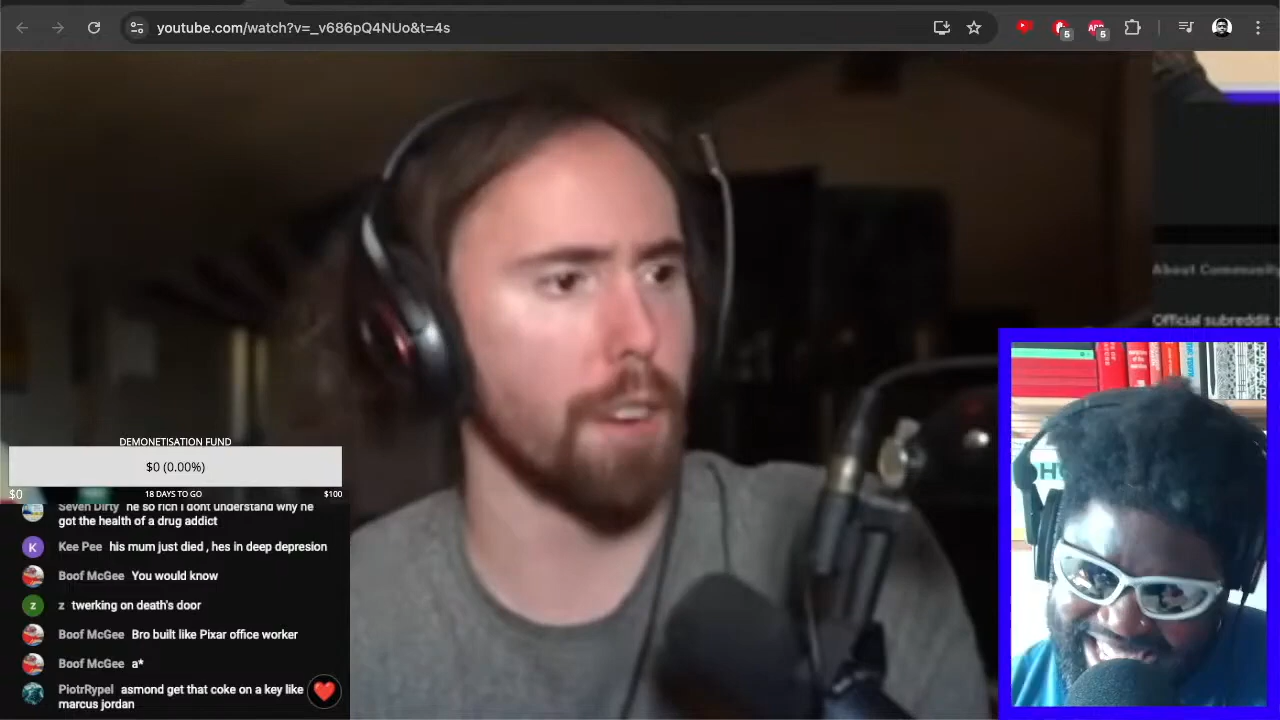 youtube.com/watch?v=_v686pQ4NUo&t=4s
5
5
About Community
Official subreddit
DEMONETISATION FUND
$0 (0.00%)
$0
18 DAYS TO GO
$100
Seven Dirty he so rich i dont understand why he
got the health of a drug addict
K
Kee Pee his mum just died , hes in deep depresion
Boof McGee You would know
z
z twerking on death's door
Boof McGee Bro built like Pixar office worker
Boof McGee a*
PiotrRypel asmond get that coke on a key like
marcus jordan